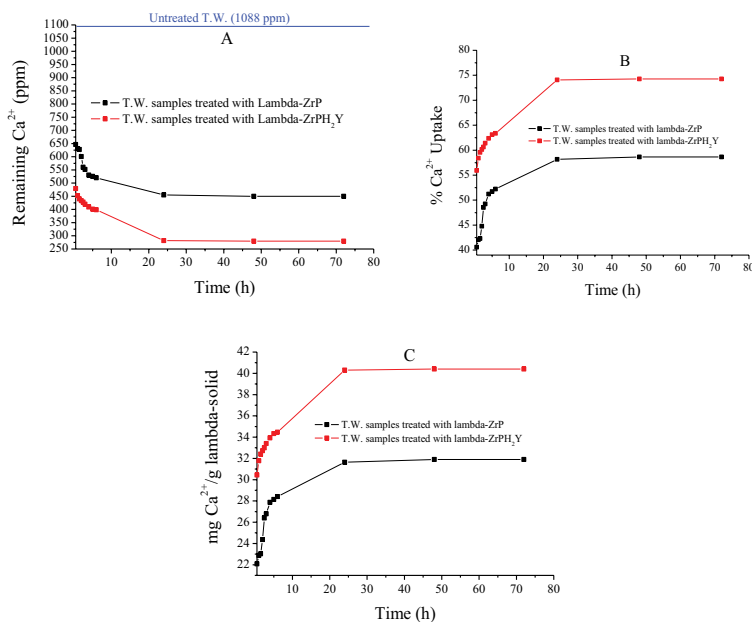 Untreated T.W. (1088 ppm)
A
1100
1050
1000
950
900
850
800
750
700
650
600
550
500
450
400
350
300
250
Remaining Ca²⁺ (ppm)
T.W. samples treated with Lambda-ZrP
T.W. samples treated with Lambda-ZrPH₂Y
10 20 30 40 50 60 70 80
Time (h)
B
80
75
70
65
60
55
50
45
40
% Ca²⁺ Uptake
T.W. samples treated with lambda-ZrP
T.W. samples treated with lambda-ZrPH₂Y
10 20 30 40 50 60 70 80
Time (h)
C
42
40
38
36
34
32
30
28
26
24
22
mg Ca²⁺/g lambda-solid
T.W. samples treated with lambda-ZrP
T.W. samples treated with lambda-ZrPH₂Y
10 20 30 40 50 60 70 80
Time (h)